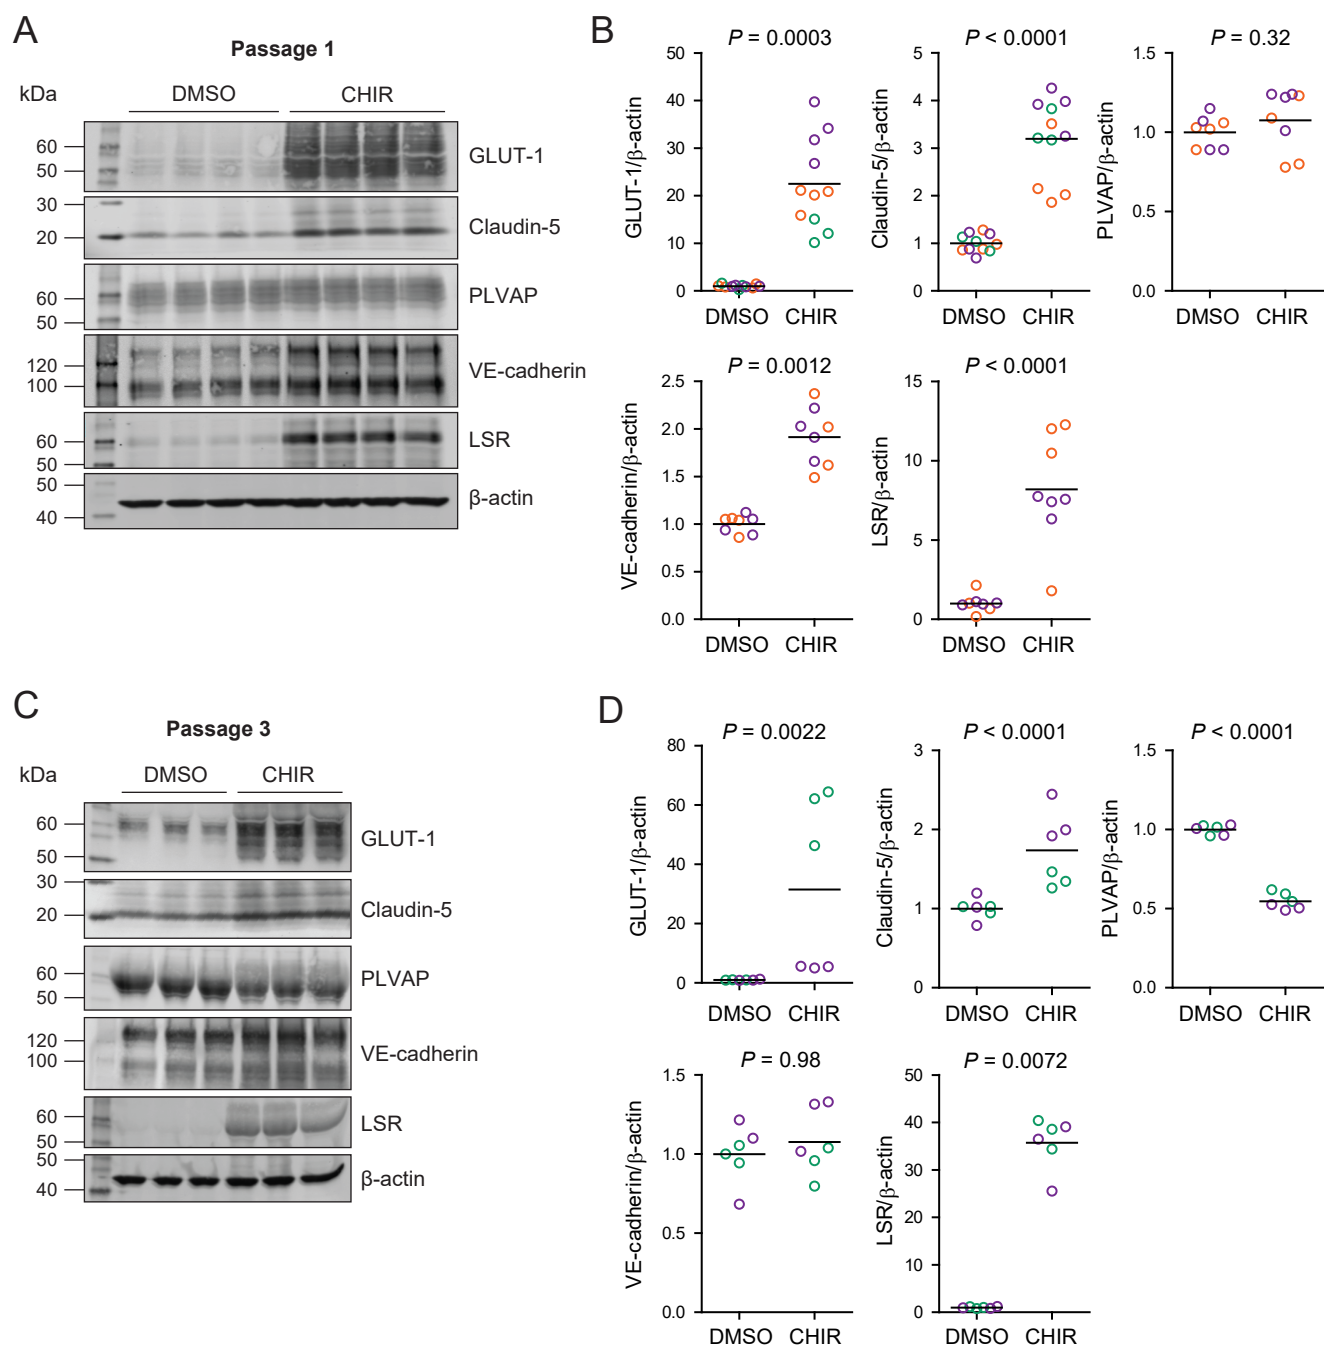 A
Passage 1
kDa
DMSO CHIR
60
50
GLUT-1
30
20
Claudin-5
60
50
PLVAP
120
100
VE-cadherin
60
50
LSR
50
40
β-actin
B
P = 0.0003
GLUT-1/β-actin
50
40
30
20
10
0
DMSO CHIR
P < 0.0001
Claudin-5/β-actin
5
4
3
2
1
0
DMSO CHIR
P = 0.32
PLVAP/β-actin
1.5
1.0
0.5
0.0
DMSO CHIR
P = 0.0012
VE-cadherin/β-actin
2.5
2.0
1.5
1.0
0.5
0.0
DMSO CHIR
P < 0.0001
LSR/β-actin
15
10
5
0
DMSO CHIR
C
Passage 3
kDa
DMSO CHIR
60
50
GLUT-1
30
20
Claudin-5
60
50
PLVAP
120
100
VE-cadherin
60
50
LSR
50
40
β-actin
D
P = 0.0022
GLUT-1/β-actin
80
60
40
20
0
DMSO CHIR
P < 0.0001
Claudin-5/β-actin
3
2
1
0
DMSO CHIR
P < 0.0001
PLVAP/β-actin
1.5
1.0
0.5
0.0
DMSO CHIR
P = 0.98
VE-cadherin/β-actin
1.5
1.0
0.5
0.0
DMSO CHIR
P = 0.0072
LSR/β-actin
50
40
30
20
10
0
DMSO CHIR